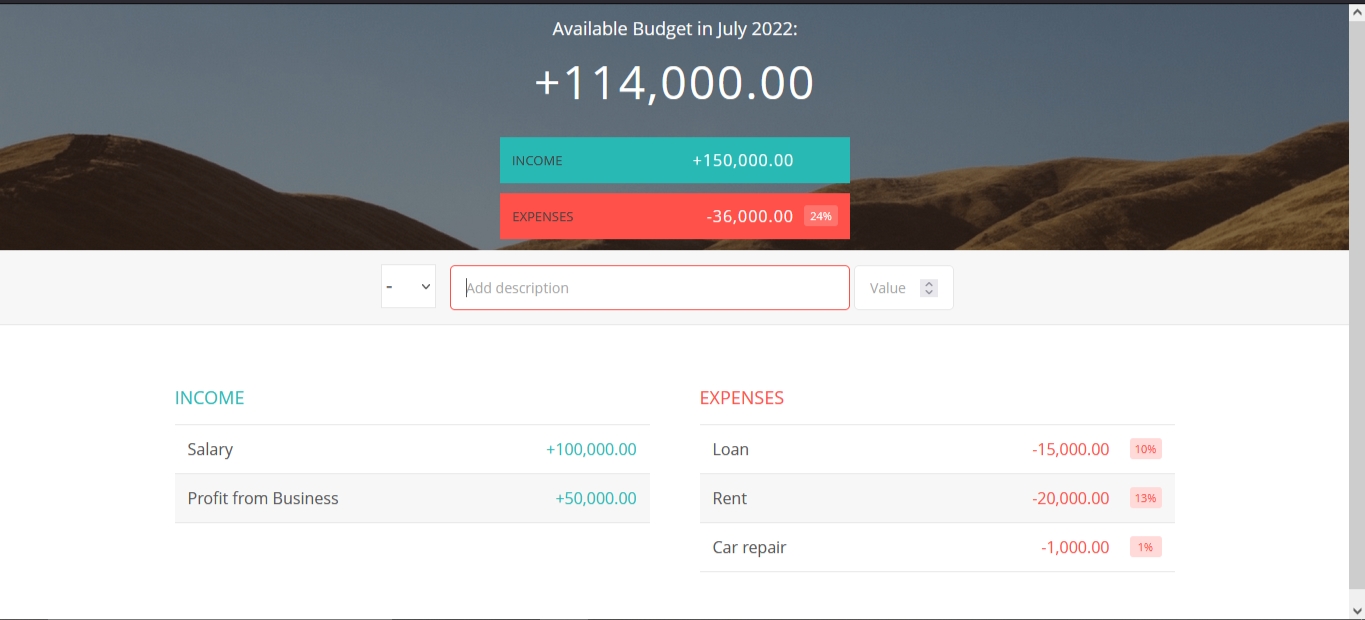 Available Budget in July 2022:
+114,000.00
INCOME +150,000.00
EXPENSES -36,000.00 24%
- Add description Value
INCOME
Salary +100,000.00
Profit from Business +50,000.00
EXPENSES
Loan -15,000.00 10%
Rent -20,000.00 13%
Car repair -1,000.00 1%